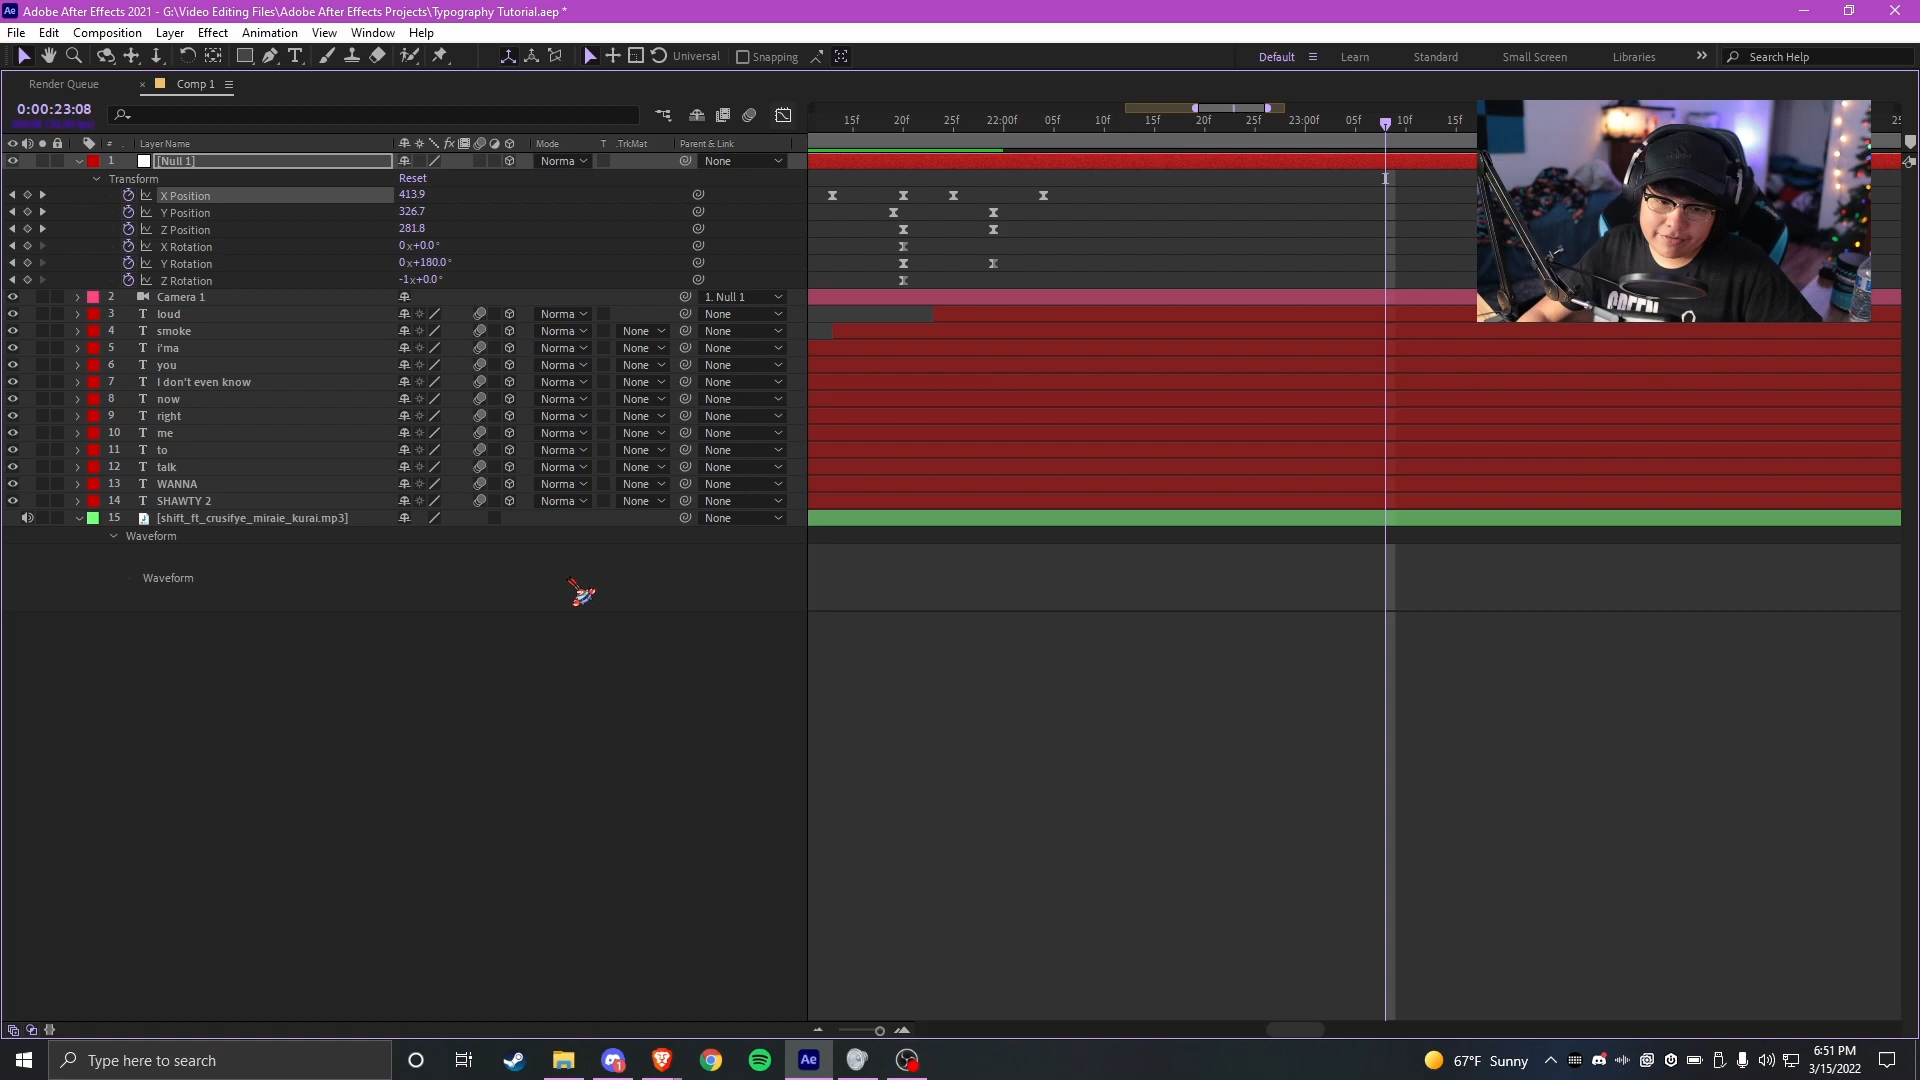 Adobe After Effects 2021 - G:\Video Editing Files\Adobe After Effects Projects\Typography Tutorial.aep *
File Edit Composition Layer Effect Animation View Window Help
Universal Snapping Default Learn Standard Small Screen Libraries Search Help
Render Queue Comp 1
0:00:23:08
15f 20f 25f 22:00f 05f 10f 15f 20f 25f 23:00f 05f 10f 15f
# Layer Name fx Mode T .TrkMat Parent & Link
1 [Null 1] Norma None
Transform Reset
X Position 413.9
Y Position 326.7
Z Position 281.8
X Rotation 0x+0.0°
Y Rotation 0x+180.0°
Z Rotation -1x+0.0°
2 Camera 1 1. Null 1
3 T loud Norma None
4 T smoke Norma None None
5 T i'ma Norma None None
6 T you Norma None None
7 T I don't even know Norma None None
8 T now Norma None None
9 T right Norma None None
10 T me Norma None None
11 T to Norma None None
12 T talk Norma None None
13 T WANNA Norma None None
14 T SHAWTY 2 Norma None None
15 [shift_ft_crusifye_miraie_kurai.mp3] None
Waveform
Waveform
Type here to search
Ae
67°F Sunny
6:51 PM
3/15/2022